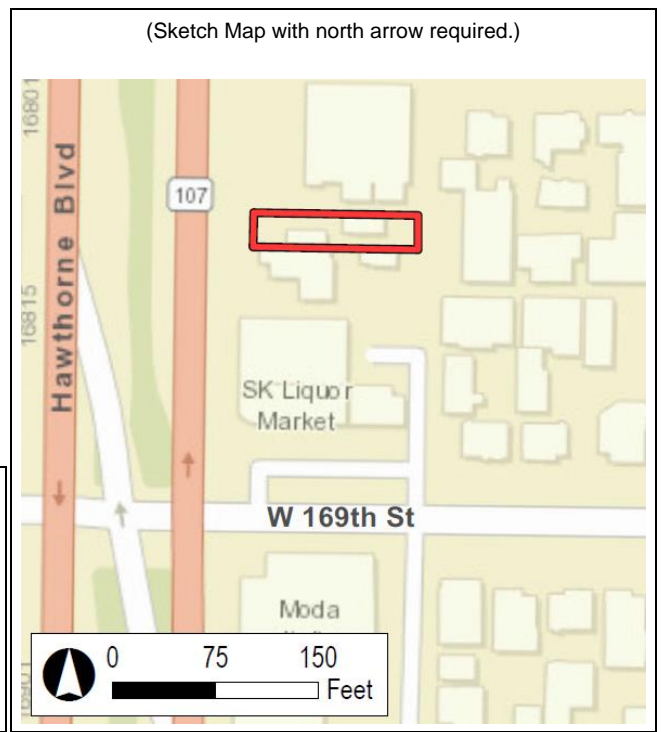 (Sketch Map with north arrow required.)
16801
Hawthorne Blvd
107
16815
SK Liquor
Market
W 169th St
Moda
16901
0 75 150
Feet